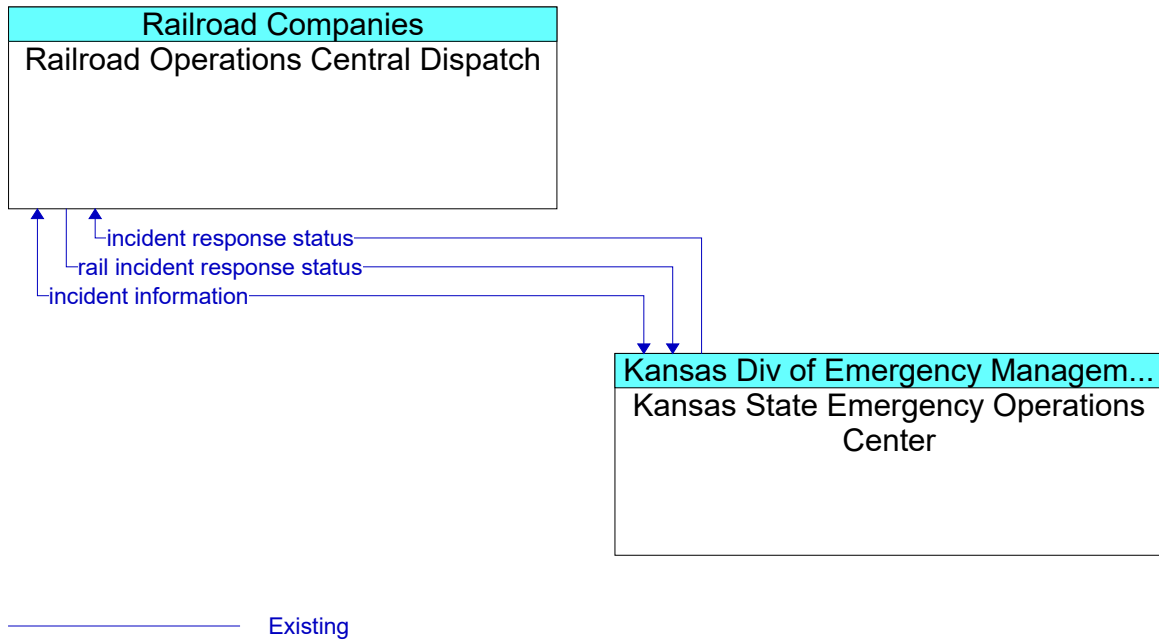 Railroad Companies
Railroad Operations Central Dispatch
incident response status
rail incident response status
incident information
Kansas Div of Emergency Managem...
Kansas State Emergency Operations
Center
Existing